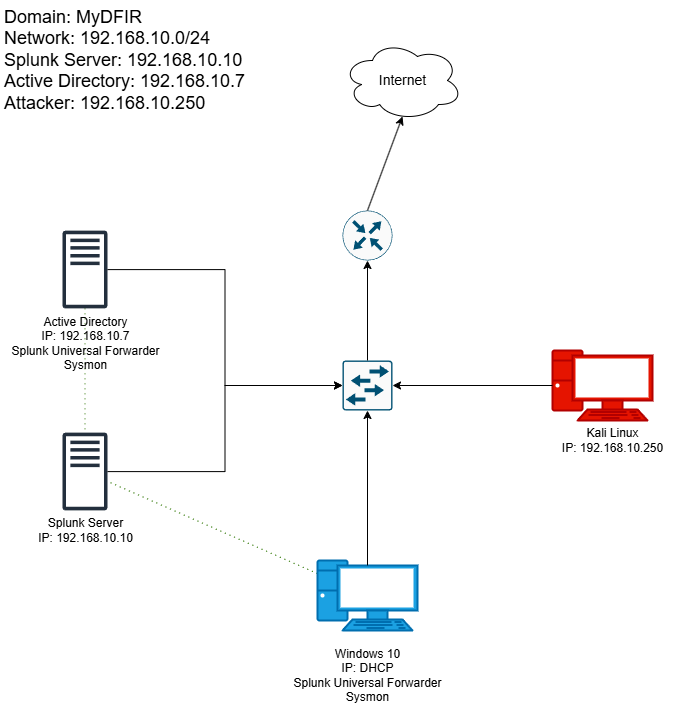 Domain: MyDFIR
Network: 192.168.10.0/24
Splunk Server: 192.168.10.10
Active Directory: 192.168.10.7
Attacker: 192.168.10.250
Internet
Active Directory
IP: 192.168.10.7
Splunk Universal Forwarder
Sysmon
Kali Linux
IP: 192.168.10.250
Splunk Server
IP: 192.168.10.10
Windows 10
IP: DHCP
Splunk Universal Forwarder
Sysmon